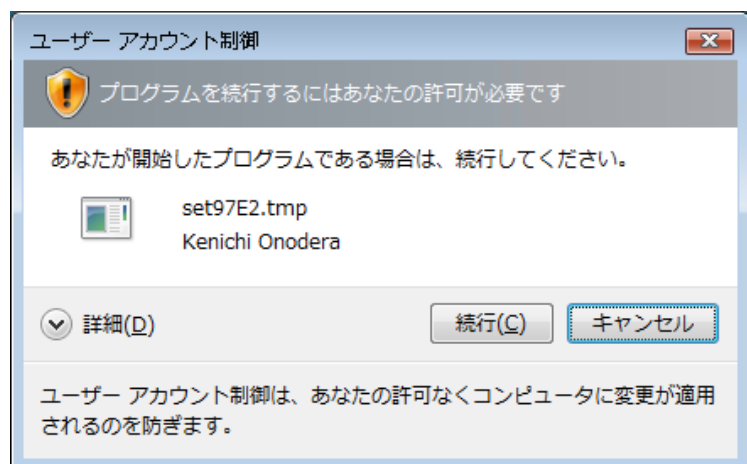 ユーザー アカウント制御
プログラムを続行するにはあなたの許可が必要です
あなたが開始したプログラムである場合は、続行してください。
set97E2.tmp
Kenichi Onodera
詳細(D)
続行(C)
キャンセル
ユーザー アカウント制御は、あなたの許可なくコンピュータに変更が適用
されるのを防ぎます。